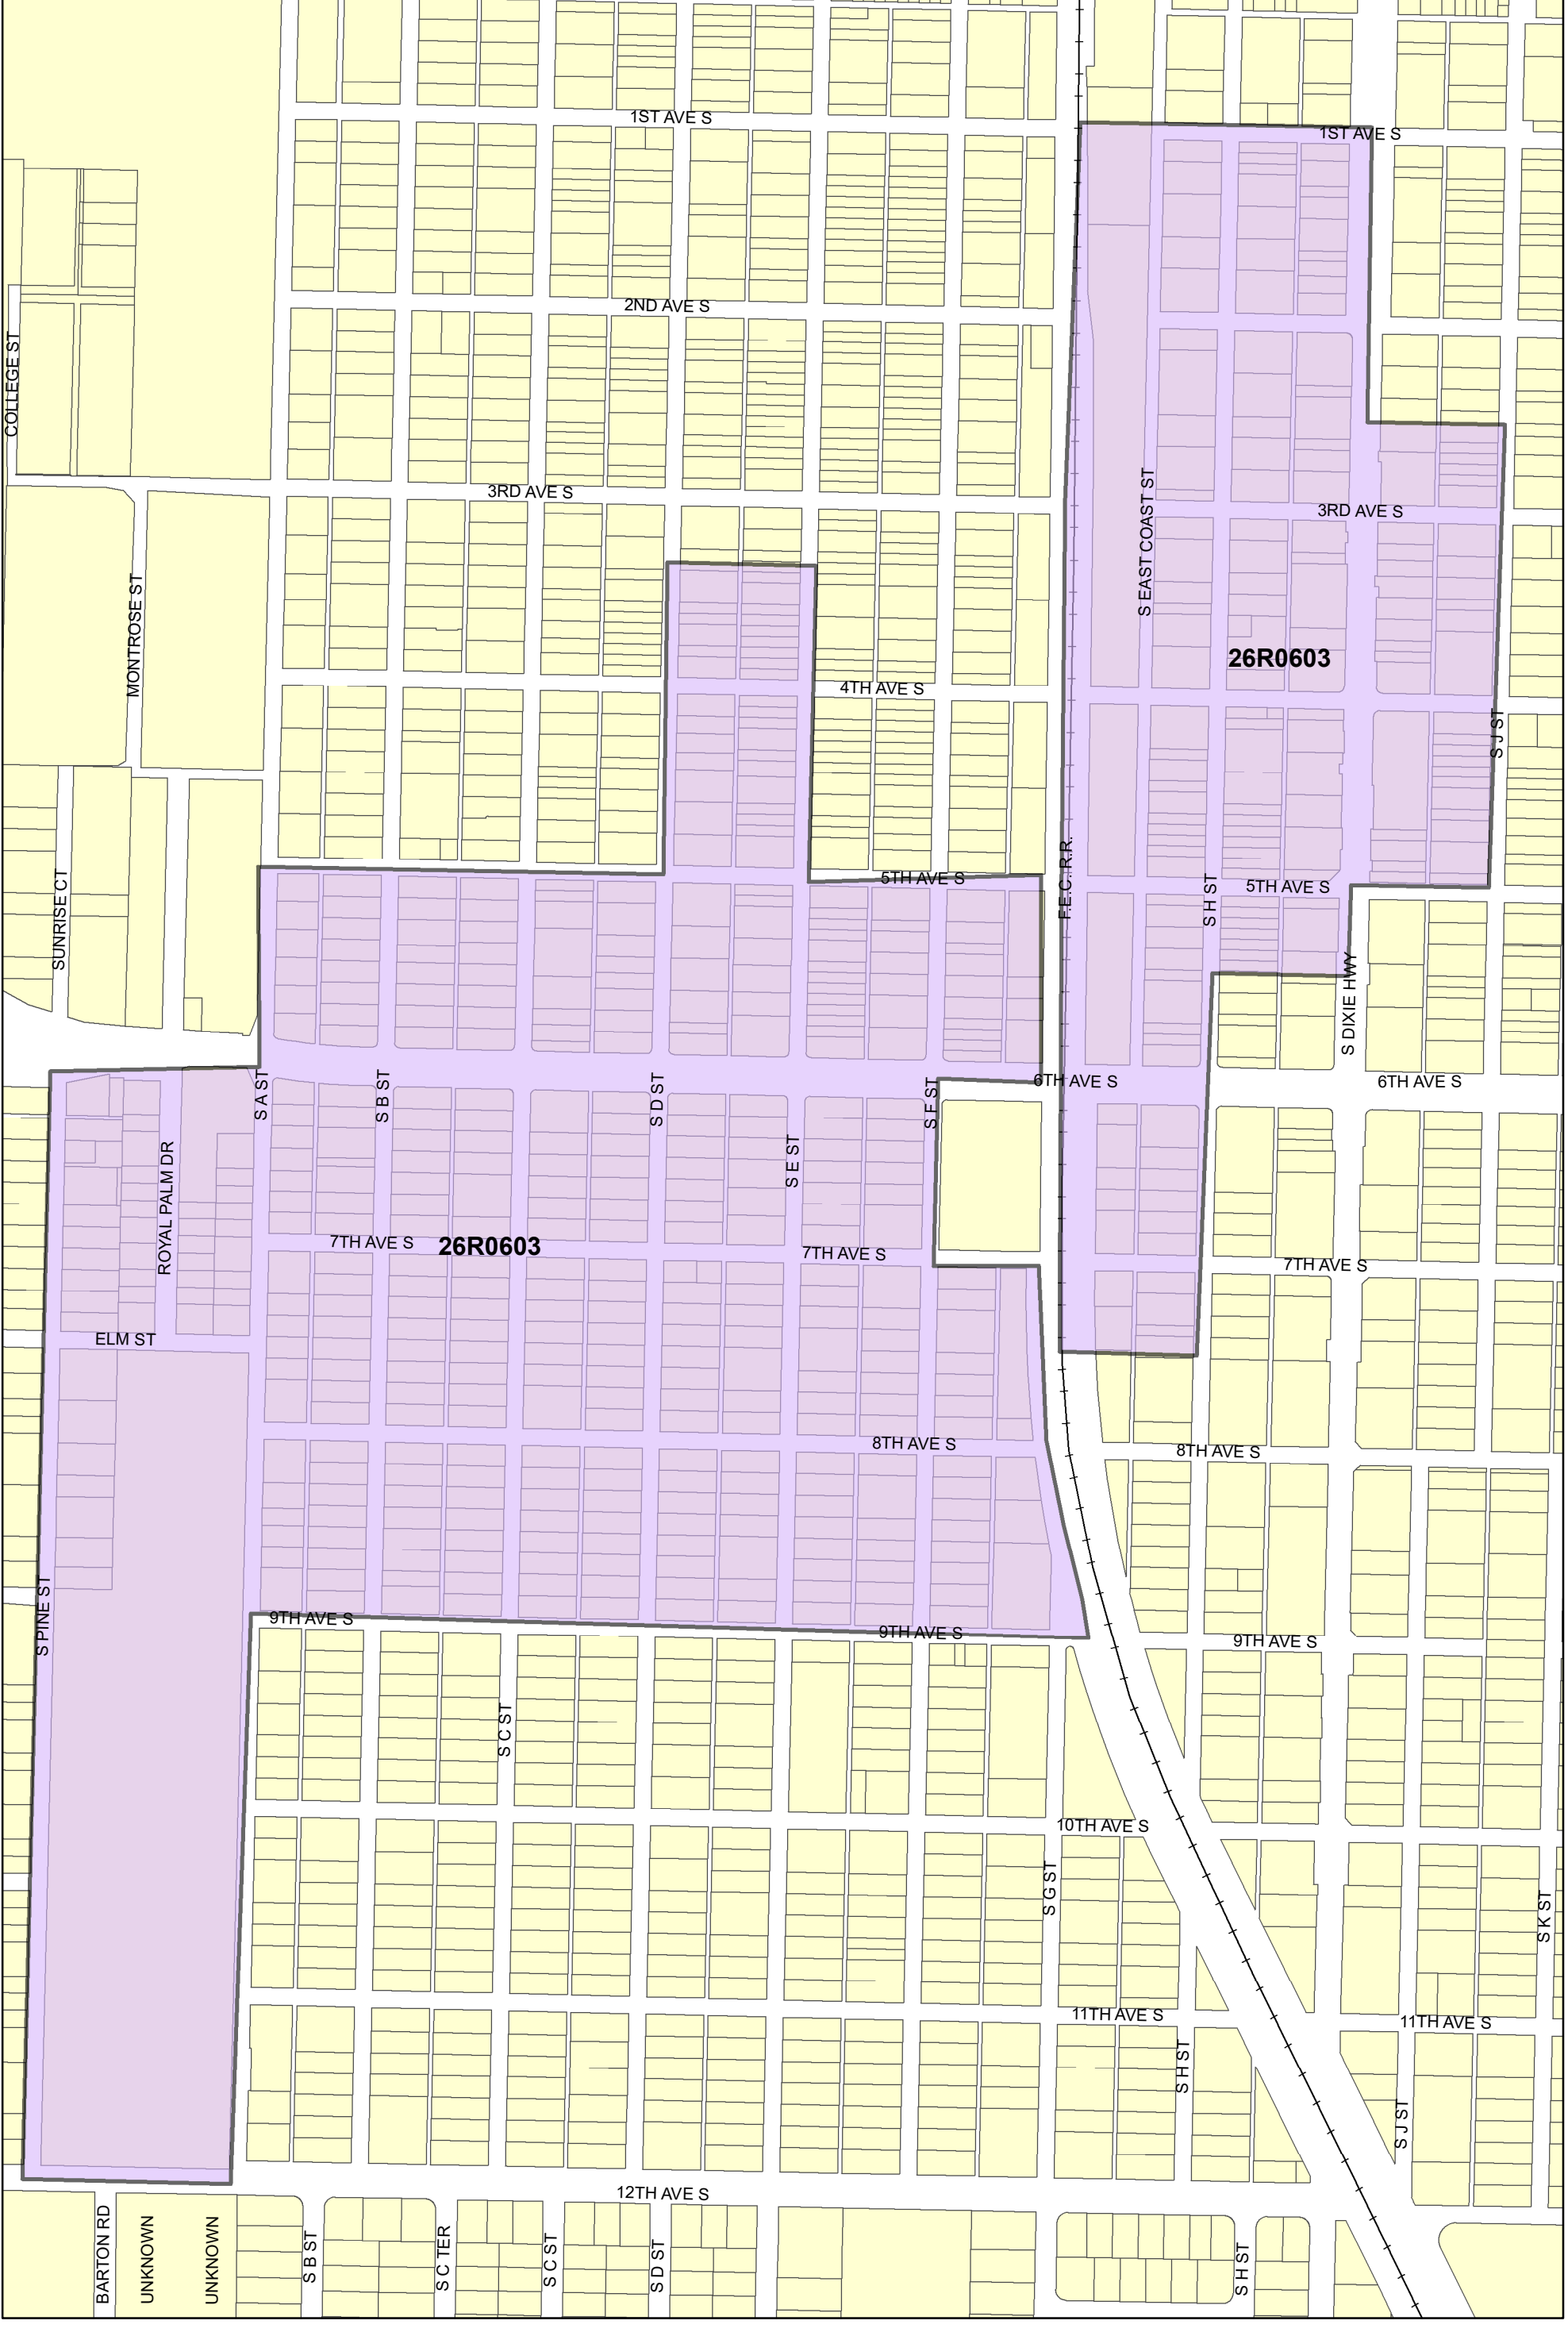 1ST AVE S
1ST AVE S
2ND AVE S
COLLEGE ST
3RD AVE S
3RD AVE S
S EAST COAST ST
MONTROSE ST
26R0603
4TH AVE S
S J ST
F.E.C. R.R.
5TH AVE S
5TH AVE S
S H ST
SUNRISE CT
S DIXIE HWY
6TH AVE S
6TH AVE S
S A ST
S B ST
S D ST
S F ST
S E ST
ROYAL PALM DR
7TH AVE S
26R0603
7TH AVE S
7TH AVE S
ELM ST
8TH AVE S
8TH AVE S
S PINE ST
9TH AVE S
9TH AVE S
9TH AVE S
S C ST
10TH AVE S
S G ST
S K ST
11TH AVE S
11TH AVE S
S H ST
S J ST
12TH AVE S
BARTON RD
UNKNOWN
UNKNOWN
S B ST
S C TER
S C ST
S D ST
S H ST